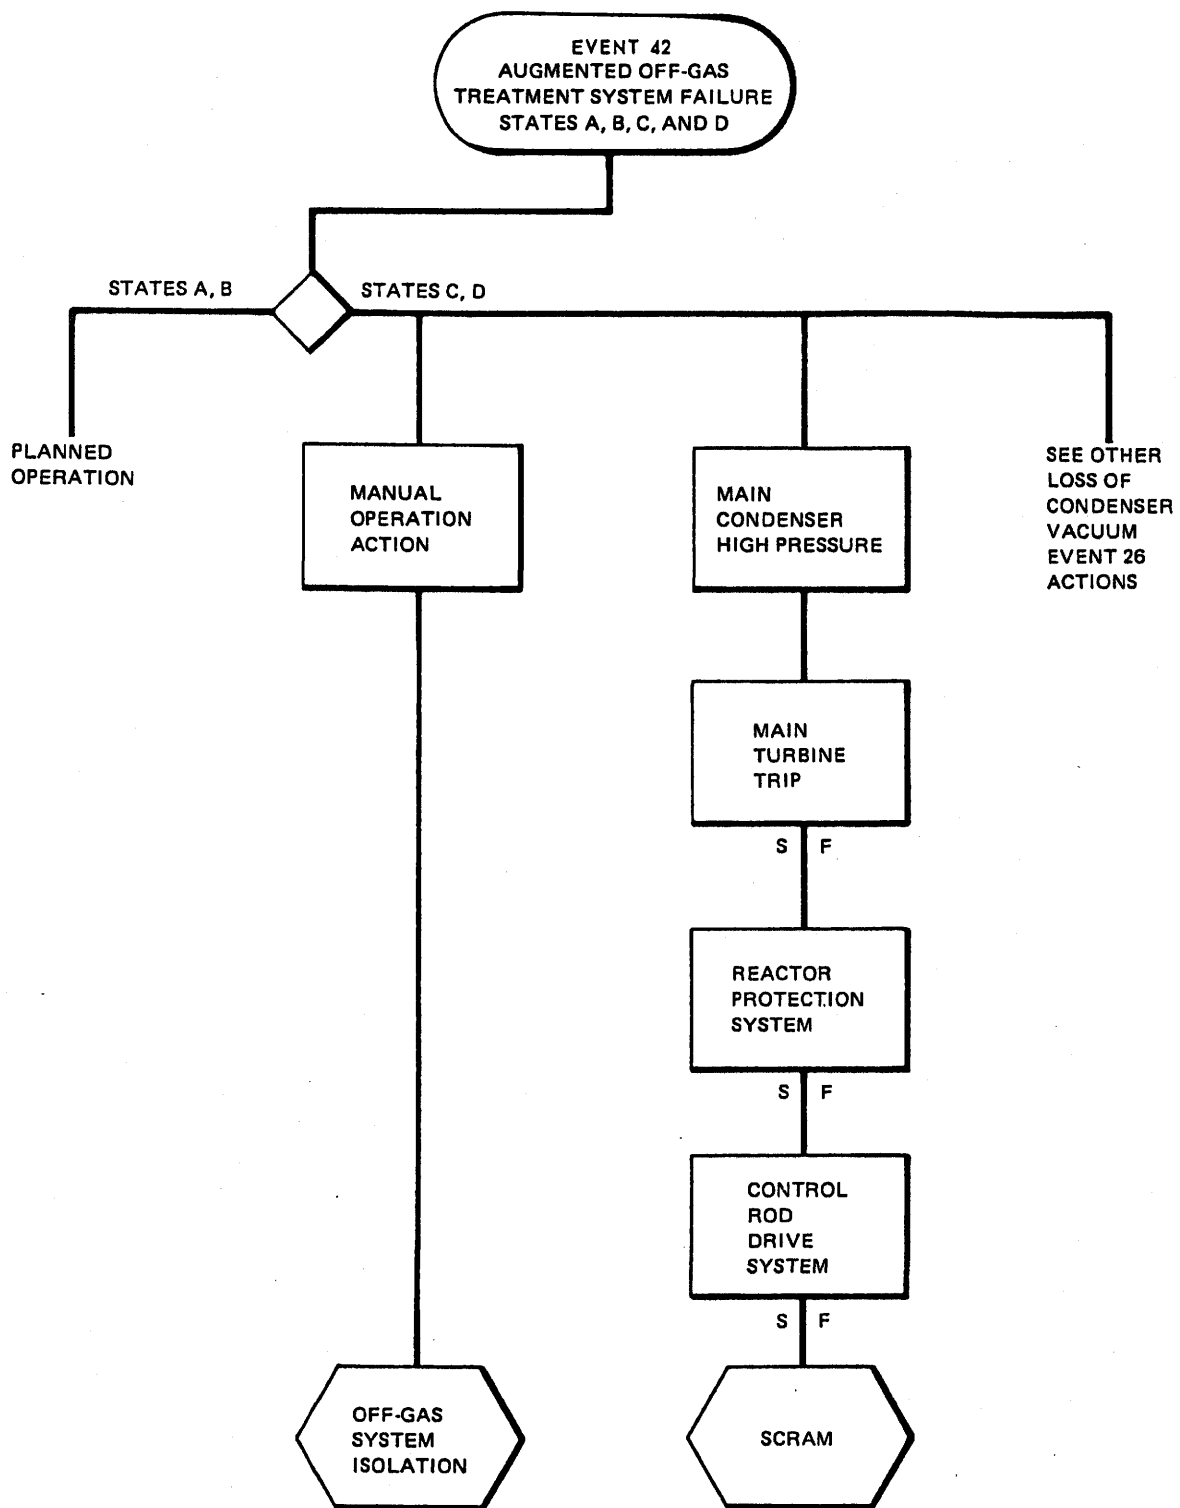 EVENT 42
AUGMENTED OFF-GAS
TREATMENT SYSTEM FAILURE
STATES A, B, C, AND D
STATES A, B
STATES C, D
PLANNED
OPERATION
MANUAL
OPERATION
ACTION
MAIN
CONDENSER
HIGH PRESSURE
SEE OTHER
LOSS OF
CONDENSER
VACUUM
EVENT 26
ACTIONS
MAIN
TURBINE
TRIP
S F
REACTOR
PROTECTION
SYSTEM
S F
CONTROL
ROD
DRIVE
SYSTEM
S F
OFF-GAS
SYSTEM
ISOLATION
SCRAM